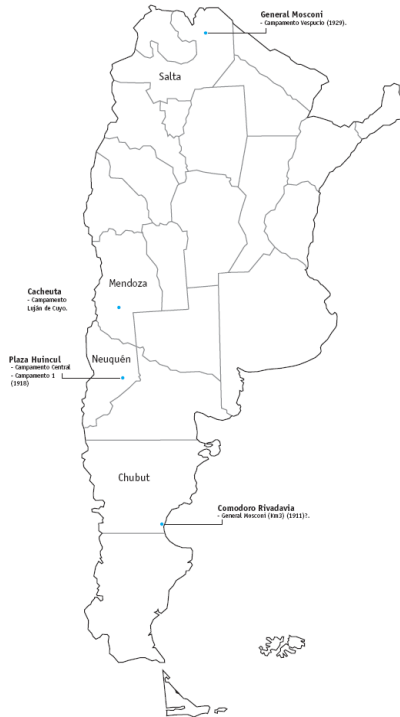 General Mosconi
- Campamento Vespucio (1929).
Salta
Mendoza
Cacheuta
- Campamento
Luján de Cuyo.
Plaza Huincul
- Campamento Central
- Campamento 1
(1918)
Neuquén
Chubut
Comodoro Rivadavia
- General Mosconi (Km3) (1911)?.